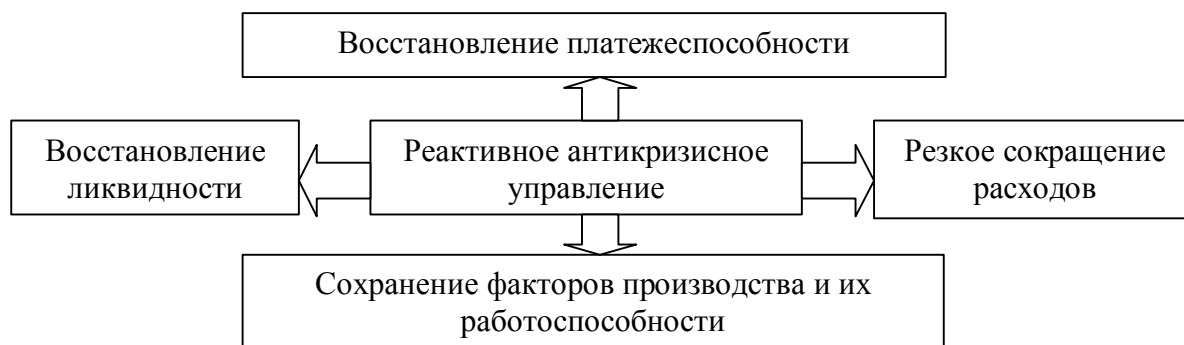 Восстановление платежеспособности
Восстановление
ликвидности
Реактивное антикризисное
управление
Резкое сокращение
расходов
Сохранение факторов производства и их
работоспособности